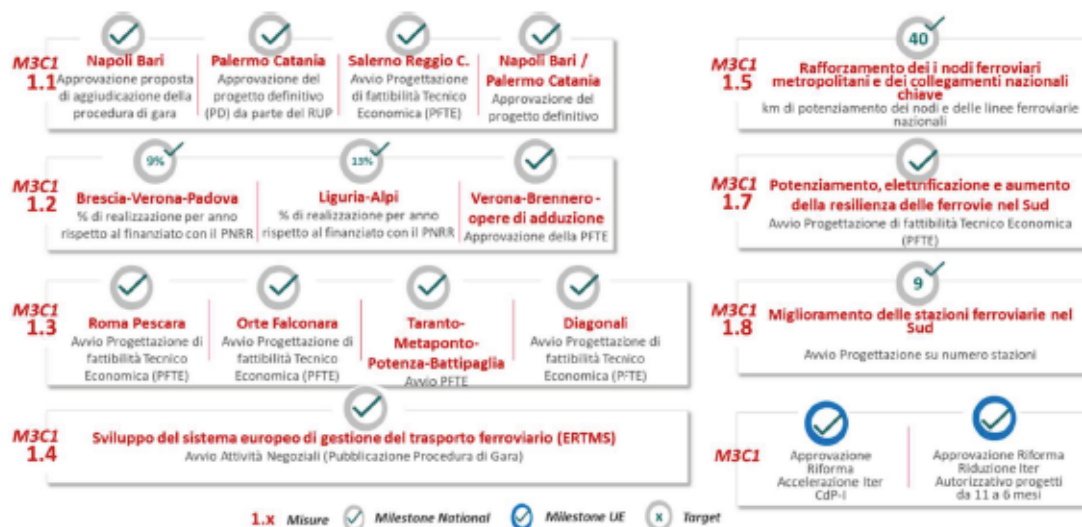 M3C1
1.1
Napoli Bari
Approvazione proposta
di aggiudicazione della
procedura di gara
Palermo Catania
Approvazione del
progetto definitivo
(PD) da parte del RUP
Salerno Reggio C.
Avvio Progettazione
di fattibilità Tecnico
Economica (PFTE)
Napoli Bari /
Palermo Catania
Approvazione del
progetto definitivo
M3C1
1.2
9%
Brescia-Verona-Padova
% di realizzazione per anno
rispetto al finanziato con il PNRR
13%
Liguria-Alpi
% di realizzazione per anno
rispetto al finanziato con il PNRR
Verona-Brennero -
opere di adduzione
Approvazione della PFTE
M3C1
1.3
Roma Pescara
Avvio Progettazione di
fattibilità Tecnico
Economica (PFTE)
Orte Falconara
Avvio Progettazione di
fattibilità Tecnico
Economica (PFTE)
Taranto-
Metaponto-
Potenza-Battipaglia
Avvio PFTE
Diagonali
Avvio Progettazione di
fattibilità Tecnico
Economica (PFTE)
M3C1
1.4
Sviluppo del sistema europeo di gestione del trasporto ferroviario (ERTMS)
Avvio Attività Negoziali (Pubblicazione Procedura di Gara)
M3C1
1.5
40
Rafforzamento dei i nodi ferroviari
metropolitani e dei collegamenti nazionali
chiave
km di potenziamento dei nodi e delle linee ferroviarie
nazionali
M3C1
1.7
Potenziamento, elettrificazione e aumento
della resilienza delle ferrovie nel Sud
Avvio Progettazione di fattibilità Tecnico Economica
(PFTE)
M3C1
1.8
9
Miglioramento delle stazioni ferroviarie nel
Sud
Avvio Progettazione su numero stazioni
M3C1
Approvazione
Riforma
Accelerazione Iter
CdP-I
Approvazione Riforma
Riduzione Iter
Autorizzativo progetti
da 11 a 6 mesi
1.x Misure Milestone National Milestone UE x Target